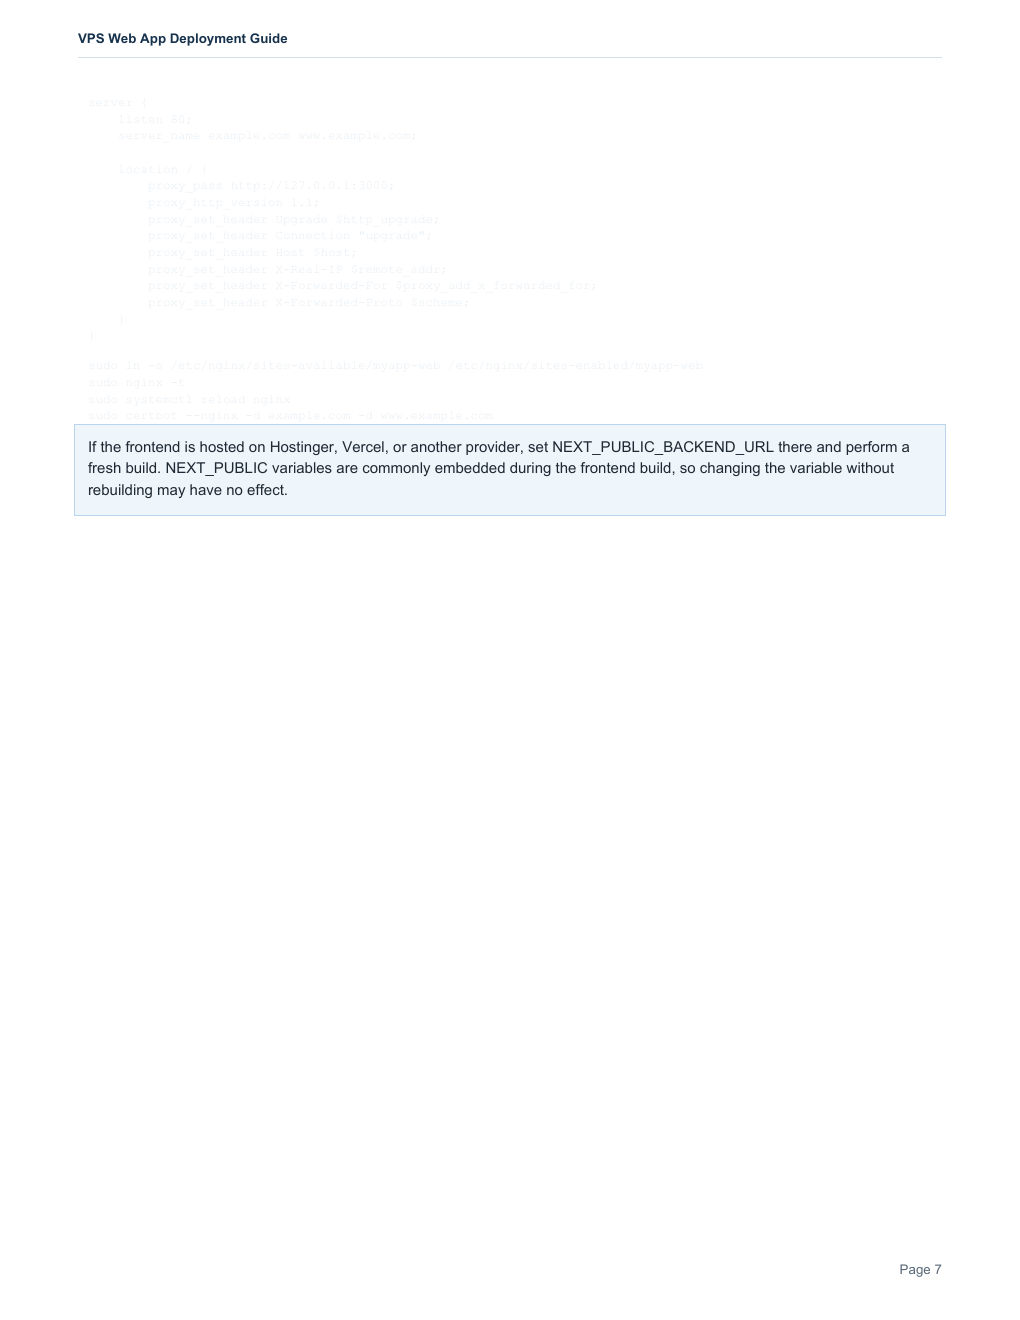 VPS Web App Deployment Guide
server {
    listen 80;
    server_name example.com www.example.com;
    location / {
        proxy_pass http://127.0.0.1:3000;
        proxy_http_version 1.1;
        proxy_set_header Upgrade $http_upgrade;
        proxy_set_header Connection "upgrade";
        proxy_set_header Host $host;
        proxy_set_header X-Real-IP $remote_addr;
        proxy_set_header X-Forwarded-For $proxy_add_x_forwarded_for;
        proxy_set_header X-Forwarded-Proto $scheme;
    }
}
sudo ln -s /etc/nginx/sites-available/myapp-web /etc/nginx/sites-enabled/myapp-web
sudo nginx -t
sudo systemctl reload nginx
sudo certbot --nginx -d example.com -d www.example.com
If the frontend is hosted on Hostinger, Vercel, or another provider, set NEXT_PUBLIC_BACKEND_URL there and perform a
fresh build. NEXT_PUBLIC variables are commonly embedded during the frontend build, so changing the variable without
rebuilding may have no effect.
Page 7